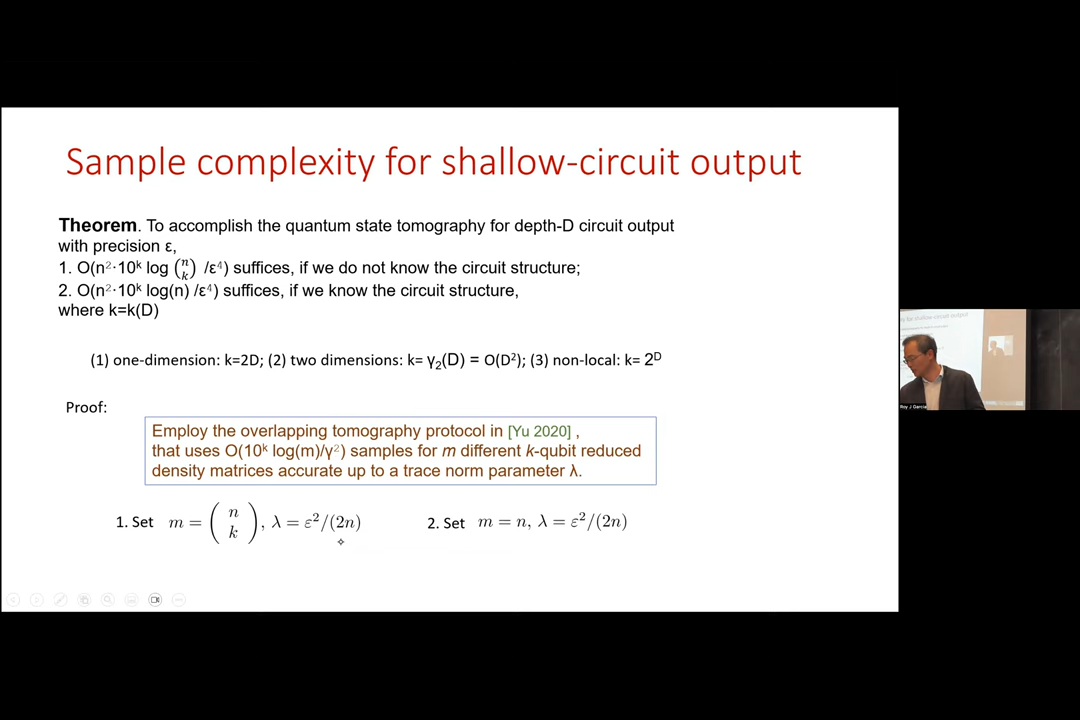 Sample complexity for shallow-circuit output
Theorem. To accomplish the quantum state tomography for depth-D circuit output
with precision ε,
1. O(n²·10ᵏ log (n k) /ε⁴) suffices, if we do not know the circuit structure;
2. O(n²·10ᵏ log(n) /ε⁴) suffices, if we know the circuit structure,
where k=k(D)
(1) one-dimension: k=2D; (2) two dimensions: k= γ₂(D) = O(D²); (3) non-local: k= 2ᴰ
Proof:
Employ the overlapping tomography protocol in [Yu 2020] ,
that uses O(10ᵏ log(m)/γ²) samples for m different k-qubit reduced
density matrices accurate up to a trace norm parameter λ.
1. Set m = (n k), λ = ε²/(2n)
2. Set m = n, λ = ε²/(2n)
Roy J Garcia